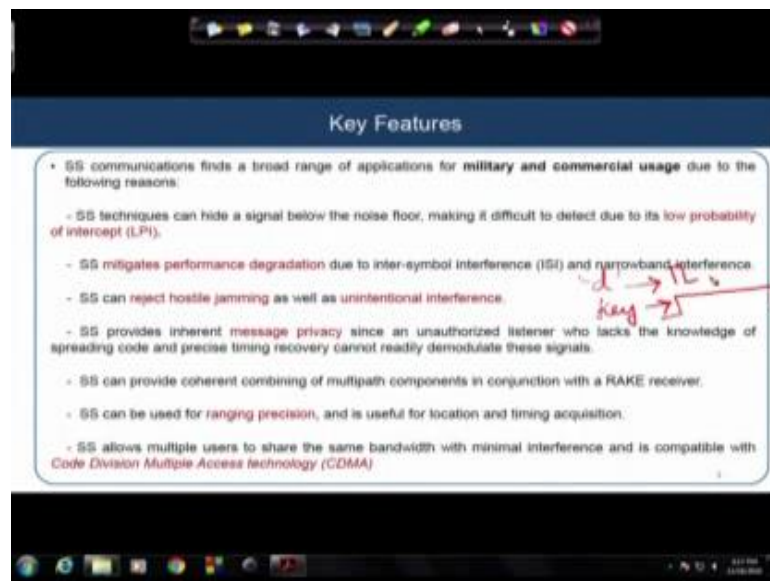 Key Features
• SS communications finds a broad range of applications for military and commercial usage due to the
following reasons:
- SS techniques can hide a signal below the noise floor, making it difficult to detect due to its low probability
of intercept (LPI).
- SS mitigates performance degradation due to inter-symbol interference (ISI) and narrowband interference.
- SS can reject hostile jamming as well as unintentional interference.
key
- SS provides inherent message privacy since an unauthorized listener who lacks the knowledge of
spreading code and precise timing recovery cannot readily demodulate these signals.
- SS can provide coherent combining of multipath components in conjunction with a RAKE receiver.
- SS can be used for ranging precision, and is useful for location and timing acquisition.
- SS allows multiple users to share the same bandwidth with minimal interference and is compatible with
Code Division Multiple Access technology (CDMA)